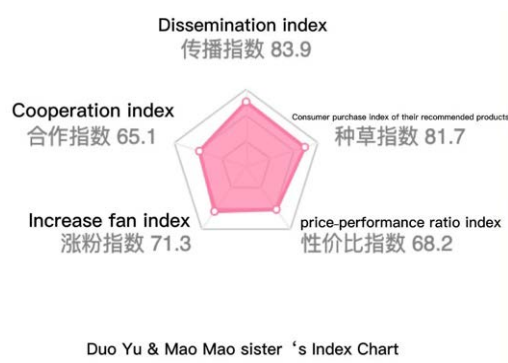 Dissemination index
传播指数 83.9
Cooperation index
合作指数 65.1
Consumer purchase index of their recommended products
种草指数 81.7
Increase fan index
涨粉指数 71.3
price-performance ratio index
性价比指数 68.2
Duo Yu & Mao Mao sister ‘s Index Chart